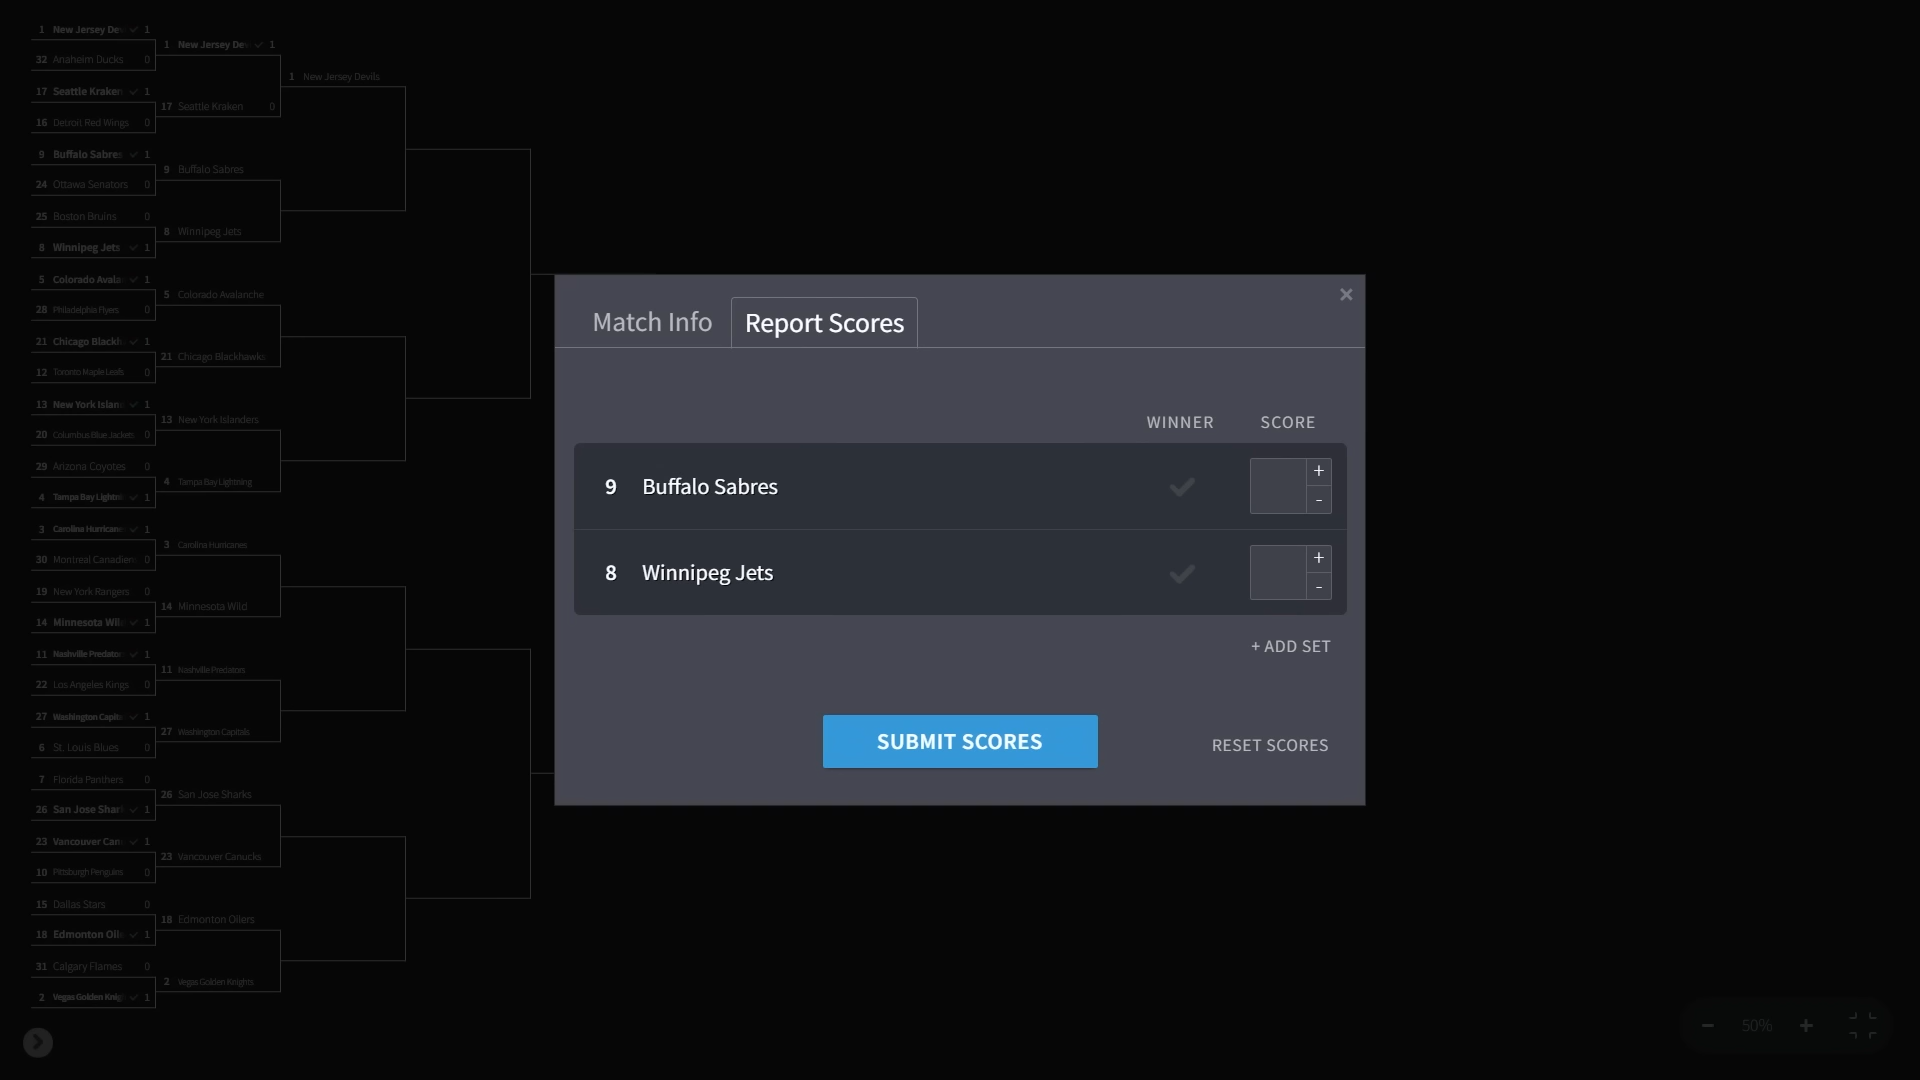 1 New Jersey De ✓ 1
32 Anaheim Ducks 0
17 Seattle Kraken ✓ 1
16 Detroit Red Wings 0
9 Buffalo Sabres ✓ 1
24 Ottawa Senators 0
25 Boston Bruins 0
8 Winnipeg Jets ✓ 1
5 Colorado Avala ✓ 1
28 Philadelphia Flyers 0
21 Chicago Blackh ✓ 1
12 Toronto Maple Leafs 0
13 New York Islan ✓ 1
20 Columbus Blue Jackets 0
29 Arizona Coyotes 0
4 Tampa Bay Lightni ✓ 1
3 Carolina Hurricane ✓ 1
30 Montreal Canadiens 0
19 New York Rangers 0
14 Minnesota Wil ✓ 1
11 Nashville Predator ✓ 1
22 Los Angeles Kings 0
27 Washington Capit ✓ 1
6 St. Louis Blues 0
7 Florida Panthers 0
26 San Jose Shar ✓ 1
23 Vancouver Can ✓ 1
10 Pittsburgh Penguins 0
15 Dallas Stars 0
18 Edmonton Oil ✓ 1
31 Calgary Flames 0
2 Vegas Golden Knig ✓ 1
1 New Jersey De ✓ 1
17 Seattle Kraken 0
9 Buffalo Sabres
8 Winnipeg Jets
5 Colorado Avalanche
21 Chicago Blackhawks
13 New York Islanders
4 Tampa Bay Lightning
3 Carolina Hurricanes
14 Minnesota Wild
11 Nashville Predators
27 Washington Capitals
26 San Jose Sharks
23 Vancouver Canucks
18 Edmonton Oilers
2 Vegas Golden Knights
1 New Jersey Devils
×
Match Info Report Scores
WINNER SCORE
9 Buffalo Sabres ✓ + -
8 Winnipeg Jets ✓ + -
+ ADD SET
SUBMIT SCORES RESET SCORES
− 50% +